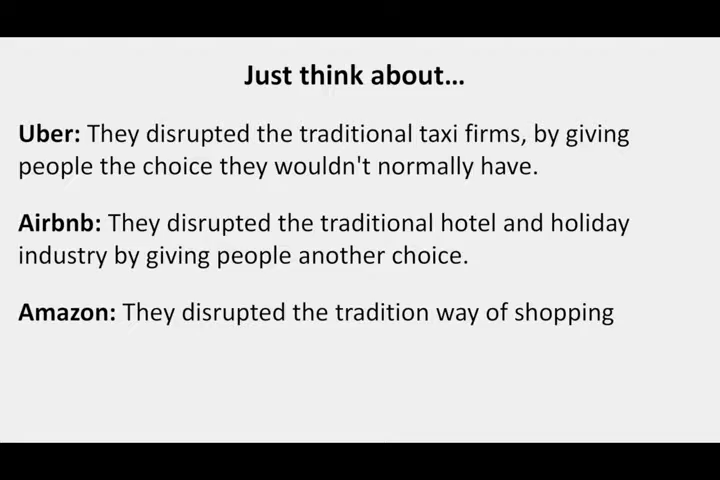 Just think about...
Uber: They disrupted the traditional taxi firms, by giving
people the choice they wouldn't normally have.
Airbnb: They disrupted the traditional hotel and holiday
industry by giving people another choice.
Amazon: They disrupted the tradition way of shopping